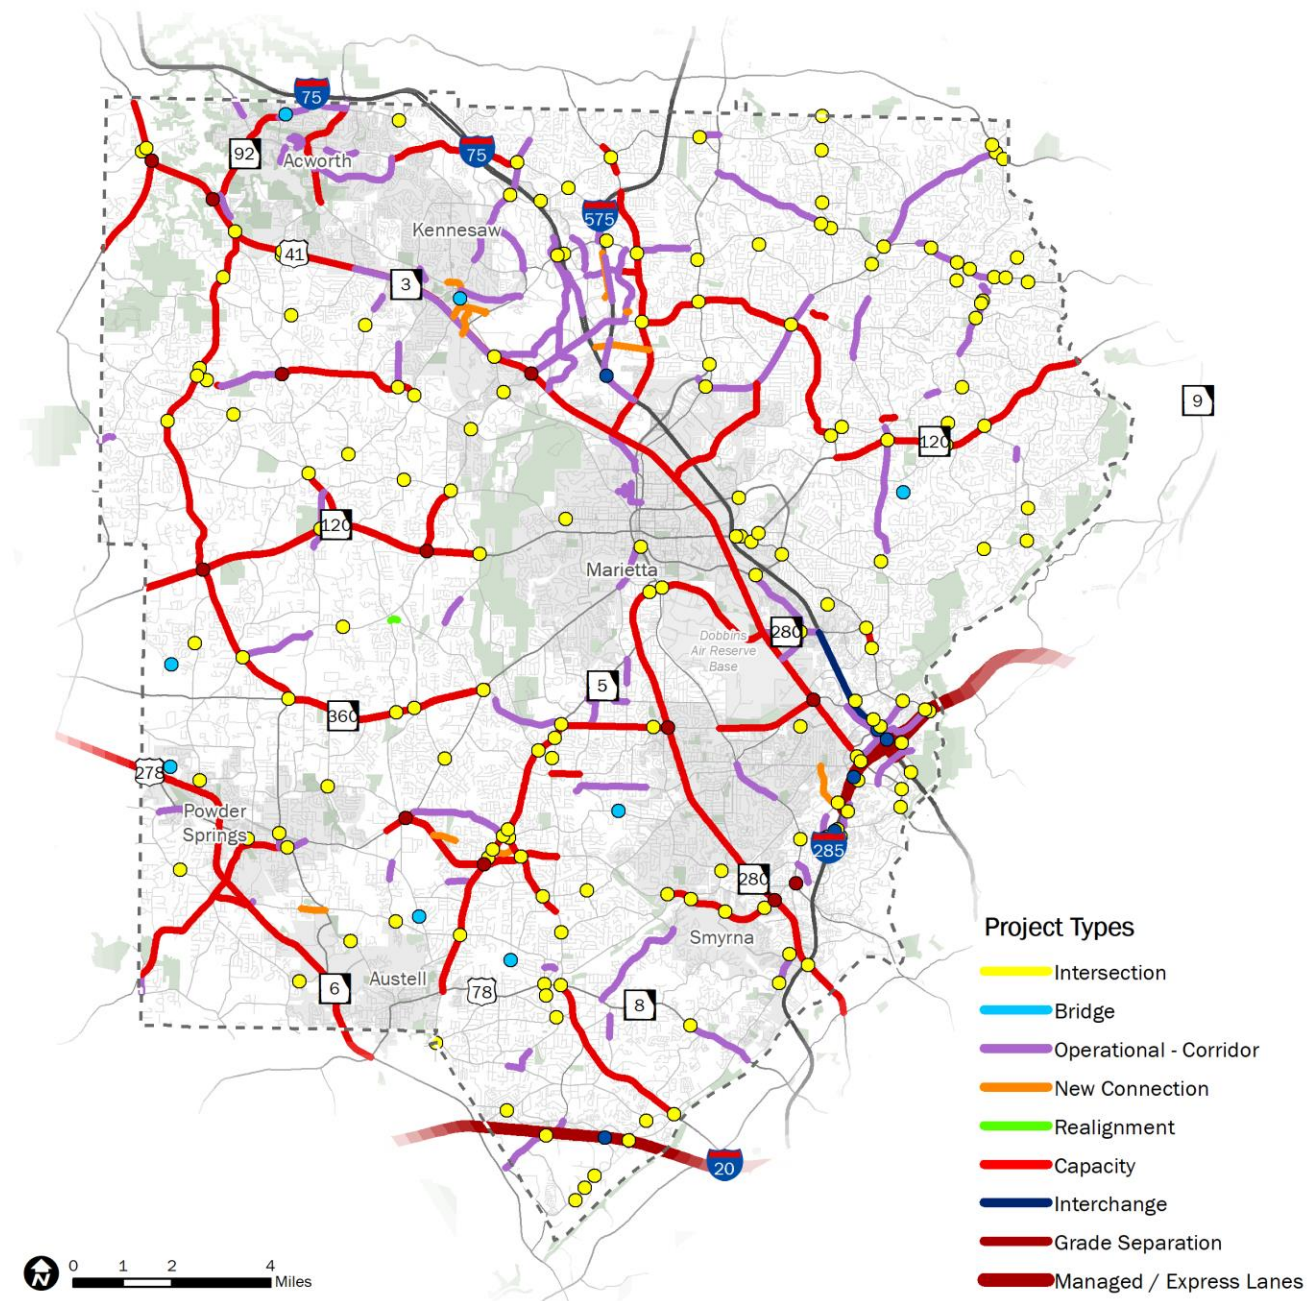 75
92
Acworth
75
Kennesaw
575
41
3
9
120
120
Marietta
Dobbins
Air Reserve
Base
280
5
360
278
Powder
Springs
285
280
Smyrna
Austell
6
78
8
20
Project Types
Intersection
Bridge
Operational - Corridor
New Connection
Realignment
Capacity
Interchange
Grade Separation
Managed / Express Lanes
N
0 1 2 4
Miles